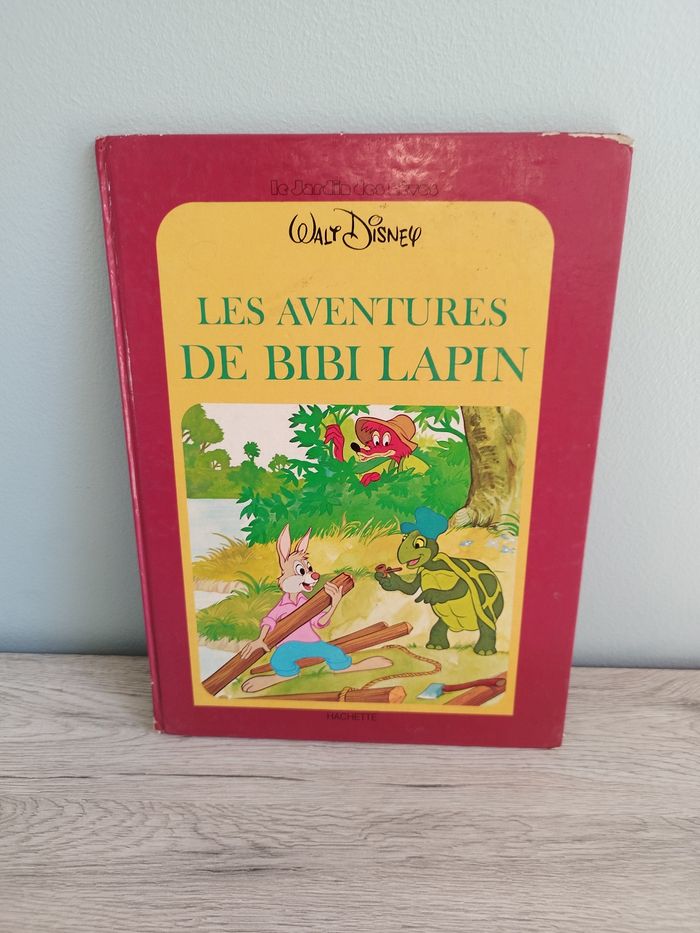 le Jardin des rêves
WALT DISNEY
LES AVENTURES
DE BIBI LAPIN
HACHETTE